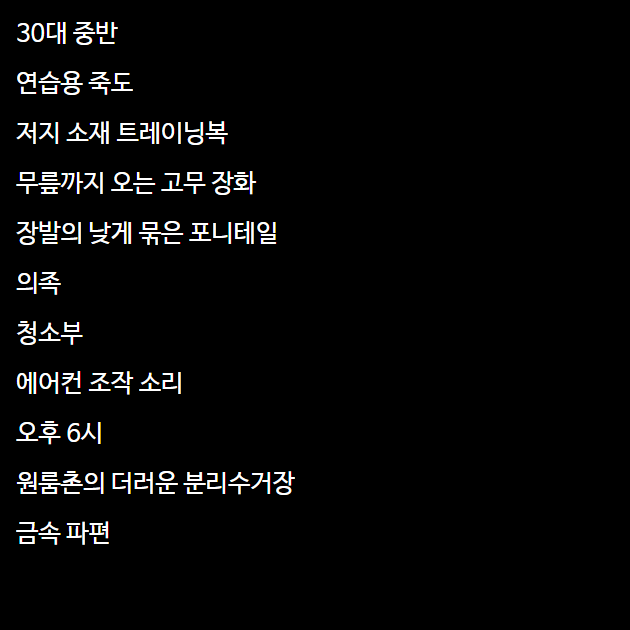 30대 중반
연습용 죽도
저지 소재 트레이닝복
무릎까지 오는 고무 장화
장발의 낮게 묶은 포니테일
의족
청소부
에어컨 조작 소리
오후 6시
원룸촌의 더러운 분리수거장
금속 파편